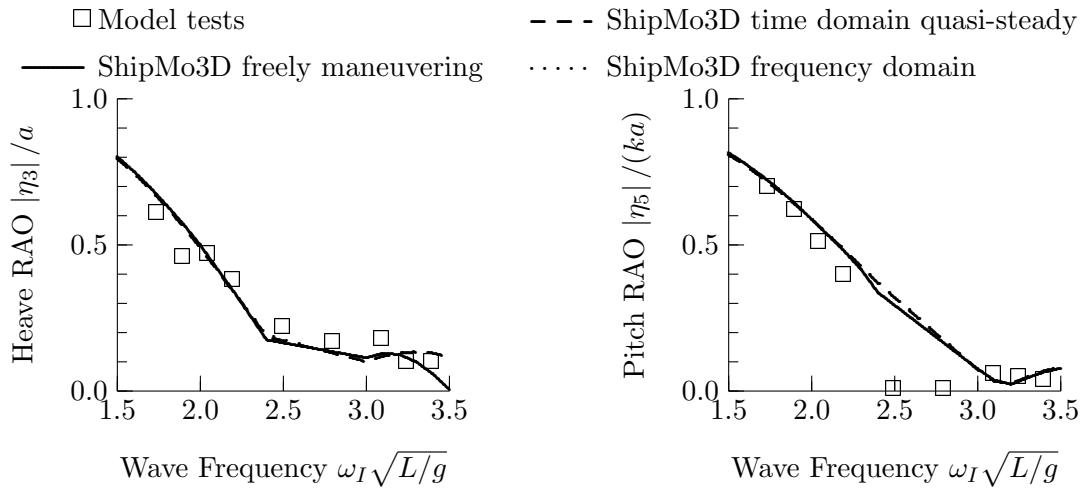 Model tests
ShipMo3D time domain quasi-steady
ShipMo3D freely maneuvering
ShipMo3D frequency domain
Heave RAO |η₃|/a
1.0
0.5
0.0
1.5 2.0 2.5 3.0 3.5
Wave Frequency ω_I√(L/g)
Pitch RAO |η₅|/(ka)
1.0
0.5
0.0
1.5 2.0 2.5 3.0 3.5
Wave Frequency ω_I√(L/g)